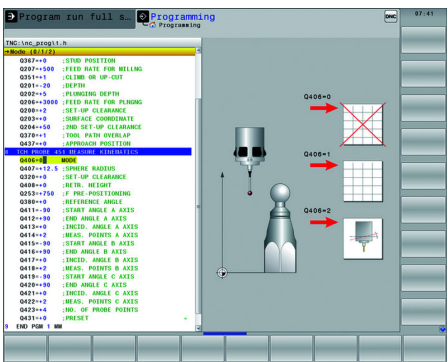 Program run full s…
Programming
Programming
DNC
07:41
TNC:\nc_prog\1.h
→Mode (0/1/2)
Q367=+0 ;STUD POSITION
Q207=+500 ;FEED RATE FOR MILLNG
Q351=+1 ;CLIMB OR UP-CUT
Q201=-20 ;DEPTH
Q202=+5 ;PLUNGING DEPTH
Q206=+3000 ;FEED RATE FOR PLNGNG
Q200=+2 ;SET-UP CLEARANCE
Q203=+0 ;SURFACE COORDINATE
Q204=+50 ;2ND SET-UP CLEARANCE
Q370=+1 ;TOOL PATH OVERLAP
Q437=+0 ;APPROACH POSITION
8 TCH PROBE 451 MEASURE KINEMATICS
Q406=0 MODE
Q407=+12.5 ;SPHERE RADIUS
Q320=+0 ;SET-UP CLEARANCE
Q408=+0 ;RETR. HEIGHT
Q253=+750 ;F PRE-POSITIONING
Q380=+0 ;REFERENCE ANGLE
Q411=-90 ;START ANGLE A AXIS
Q412=+90 ;END ANGLE A AXIS
Q413=+0 ;INCID. ANGLE A AXIS
Q414=+2 ;MEAS. POINTS A AXIS
Q415=-90 ;START ANGLE B AXIS
Q416=+90 ;END ANGLE B AXIS
Q417=+0 ;INCID. ANGLE B AXIS
Q418=+2 ;MEAS. POINTS B AXIS
Q419=-90 ;START ANGLE C AXIS
Q420=+90 ;END ANGLE C AXIS
Q421=+0 ;INCID. ANGLE C AXIS
Q422=+2 ;MEAS. POINTS C AXIS
Q423=+4 ;NO. OF PROBE POINTS
Q431=+0 ;PRESET
9 END PGM 1 MM
Q406=0
Q406=1
Q406=2